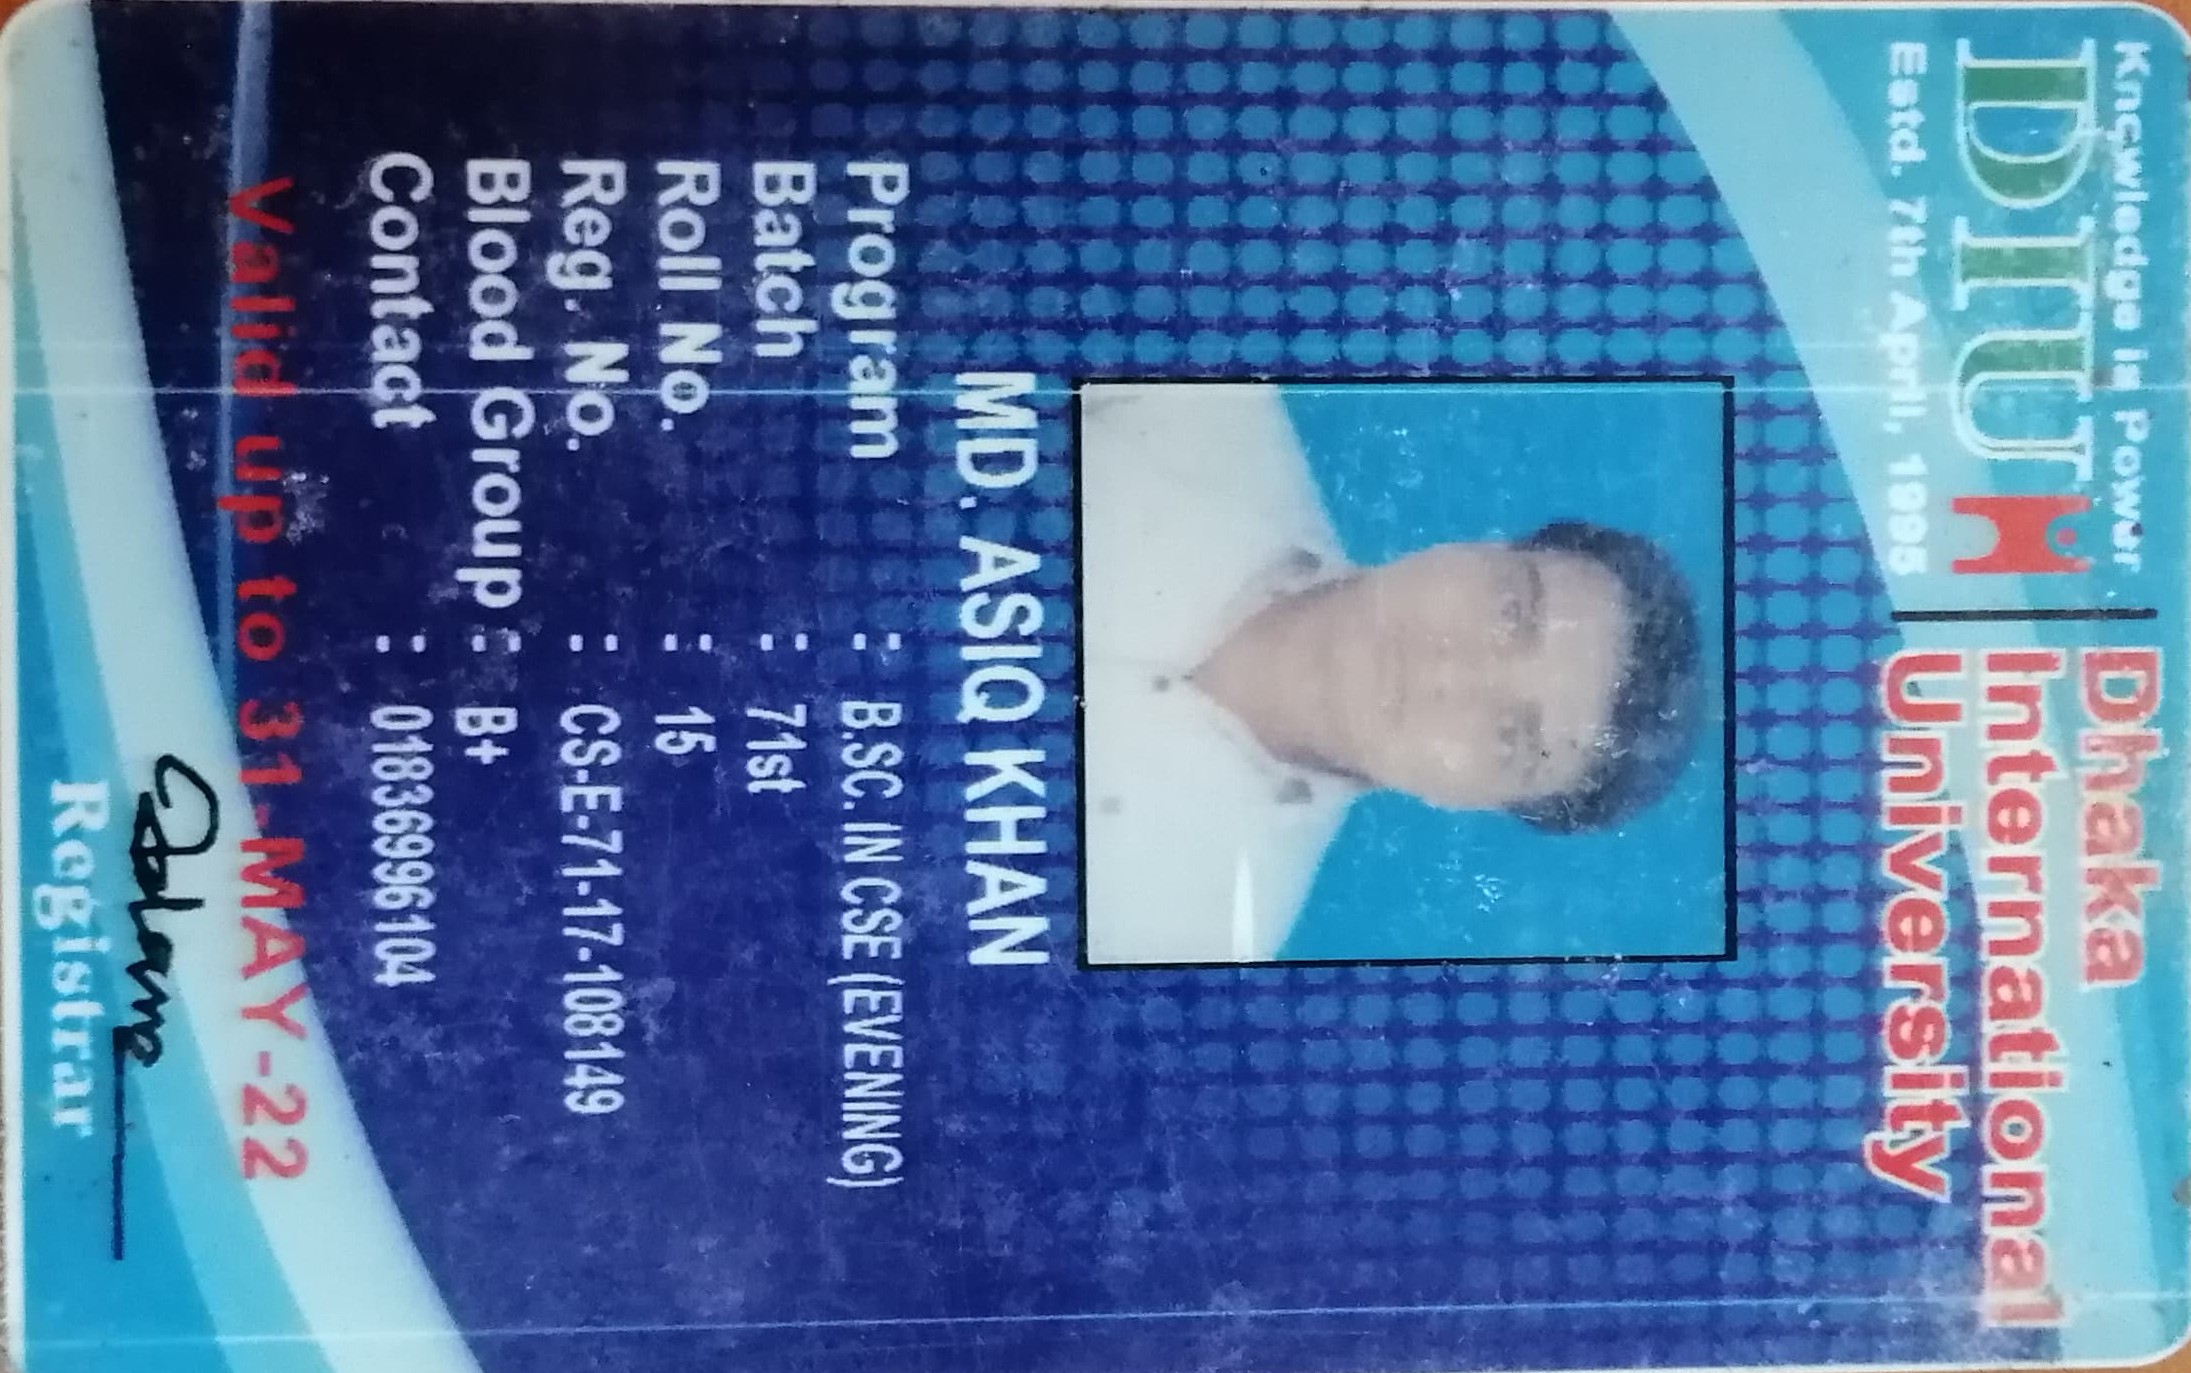 Knowledge is Power
DIU
Estd. 7th April, 1995
Dhaka
International
University
MD. ASIQ KHAN
Program : B.SC. IN CSE (EVENING)
Batch : 71st
Roll No. : 15
Reg. No. : CS-E-71-17-108149
Blood Group : B+
Contact : 01836996104
Valid up to 31-MAY-22
Registrar